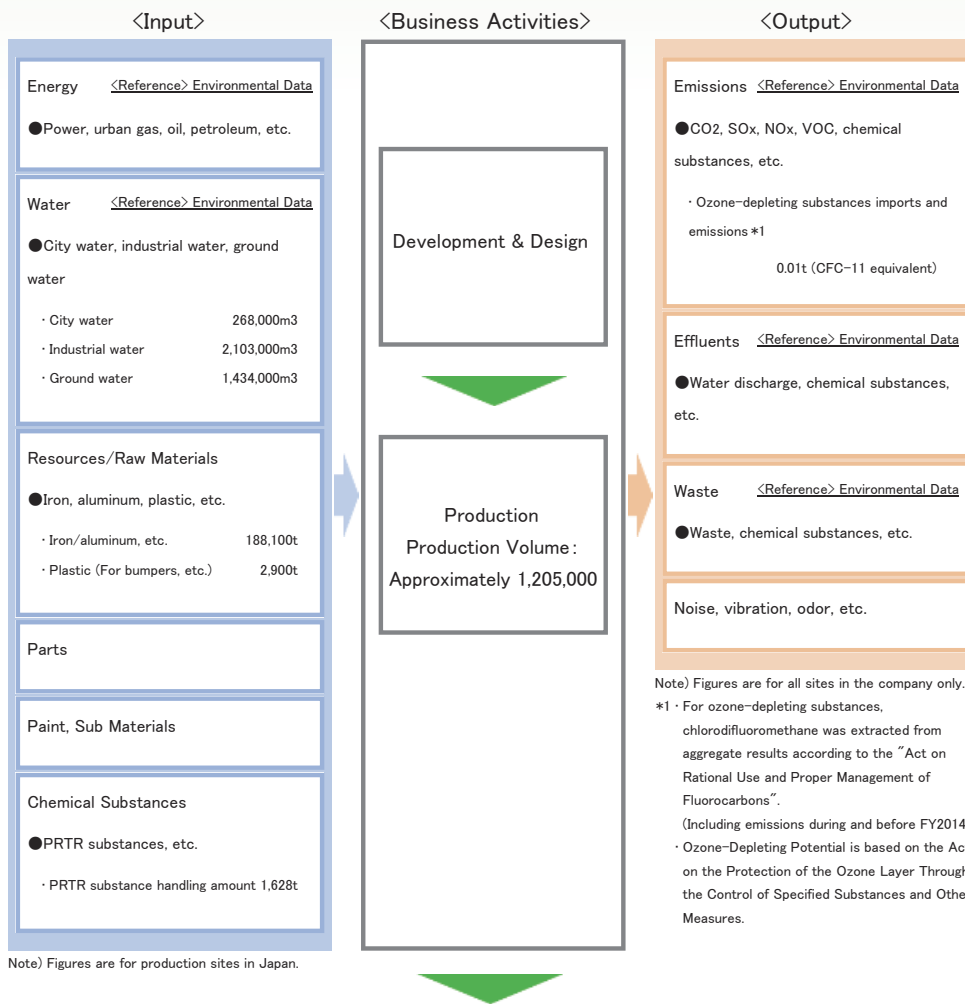 <Input>
Energy <Reference> Environmental Data
●Power, urban gas, oil, petroleum, etc.
Water <Reference> Environmental Data
●City water, industrial water, ground
water
・City water 268,000m3
・Industrial water 2,103,000m3
・Ground water 1,434,000m3
Resources/Raw Materials
●Iron, aluminum, plastic, etc.
・Iron/aluminum, etc. 188,100t
・Plastic (For bumpers, etc.) 2,900t
Parts
Paint, Sub Materials
Chemical Substances
●PRTR substances, etc.
・PRTR substance handling amount 1,628t
Note) Figures are for production sites in Japan.
<Business Activities>
Development & Design
Production
Production Volume:
Approximately 1,205,000
<Output>
Emissions <Reference> Environmental Data
●CO2, SOx, NOx, VOC, chemical
substances, etc.
・Ozone-depleting substances imports and
emissions *1
0.01t (CFC-11 equivalent)
Effluents <Reference> Environmental Data
●Water discharge, chemical substances,
etc.
Waste <Reference> Environmental Data
●Waste, chemical substances, etc.
Noise, vibration, odor, etc.
Note) Figures are for all sites in the company only.
*1・For ozone-depleting substances,
chlorodifluoromethane was extracted from
aggregate results according to the "Act on
Rational Use and Proper Management of
Fluorocarbons".
(Including emissions during and before FY2014
・Ozone-Depleting Potential is based on the Ac
on the Protection of the Ozone Layer Through
the Control of Specified Substances and Othe
Measures.